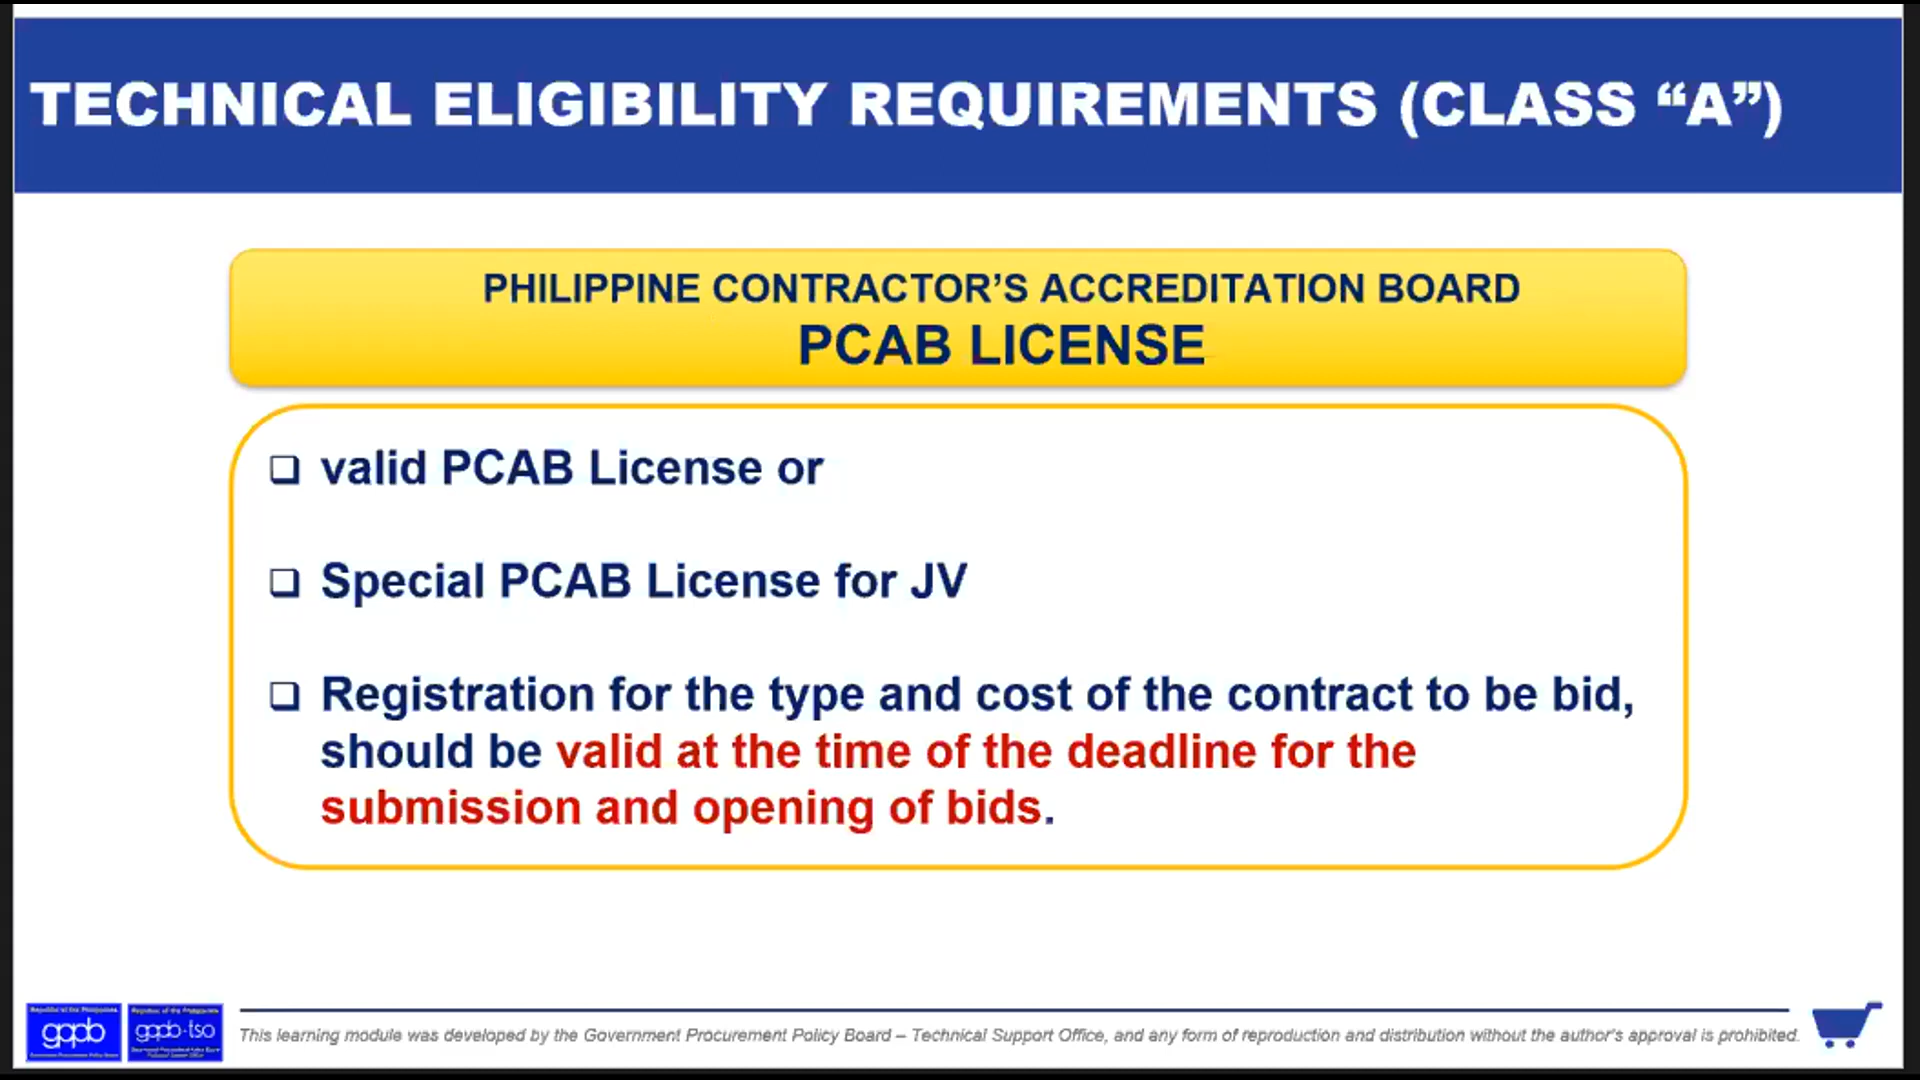 TECHNICAL ELIGIBILITY REQUIREMENTS (CLASS “A”)
PHILIPPINE CONTRACTOR’S ACCREDITATION BOARD
PCAB LICENSE
❑ valid PCAB License or
❑ Special PCAB License for JV
❑ Registration for the type and cost of the contract to be bid,
should be valid at the time of the deadline for the
submission and opening of bids.
gppb
gppb-tso
This learning module was developed by the Government Procurement Policy Board – Technical Support Office, and any form of reproduction and distribution without the author's approval is prohibited.